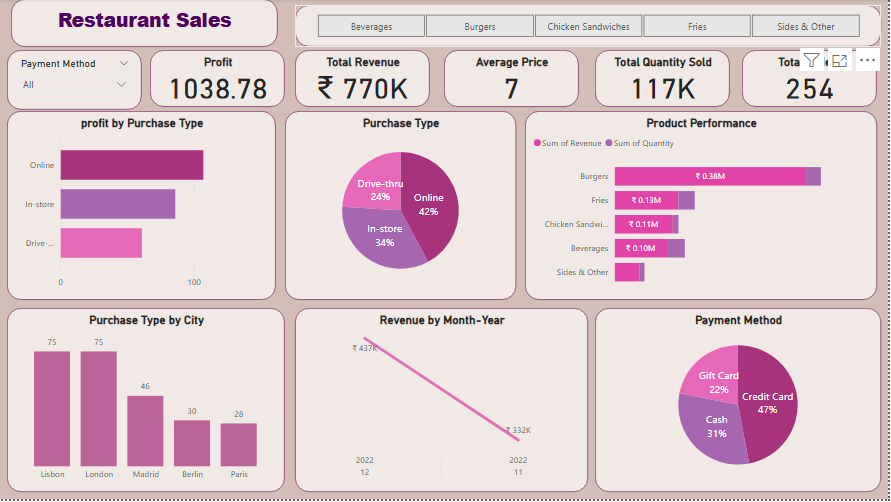 Restaurant Sales
Beverages
Burgers
Chicken Sandwiches
Fries
Sides & Other
Payment Method
All
Profit
1038.78
Total Revenue
₹ 770K
Average Price
7
Total Quantity Sold
117K
254
profit by Purchase Type
Online
In-store
Drive-...
0
100
Purchase Type
Drive-thru
24%
Online
42%
In-store
34%
Product Performance
Sum of Revenue
Sum of Quantity
Burgers
₹ 0.38M
Fries
₹ 0.13M
Chicken Sandwi...
₹ 0.11M
Beverages
₹ 0.10M
Sides & Other
Purchase Type by City
75
75
46
30
28
Lisbon
London
Madrid
Berlin
Paris
Revenue by Month-Year
₹ 437K
₹ 332K
2022
12
2022
11
Payment Method
Gift Card
22%
Credit Card
47%
Cash
31%